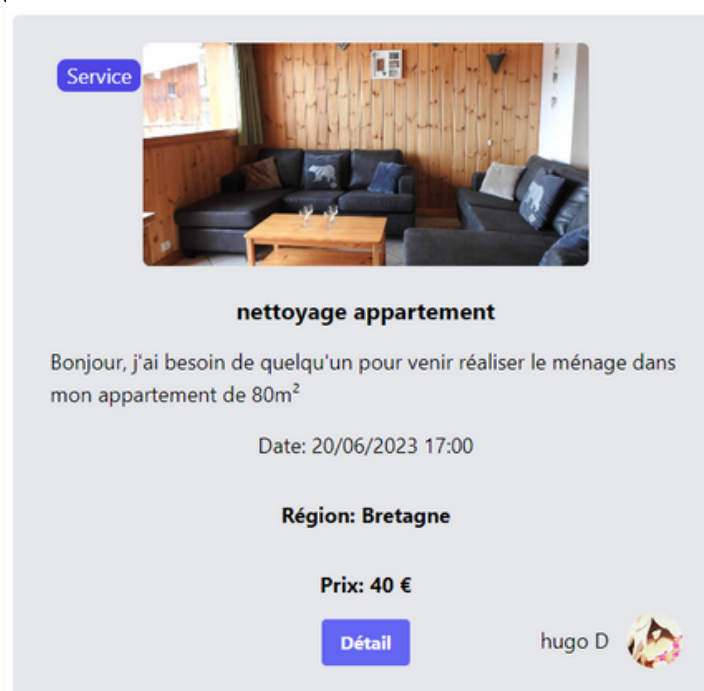 Service
nettoyage appartement
Bonjour, j'ai besoin de quelqu'un pour venir réaliser le ménage dans
mon appartement de 80m²
Date: 20/06/2023 17:00
Région: Bretagne
Prix: 40 €
Détail
hugo D